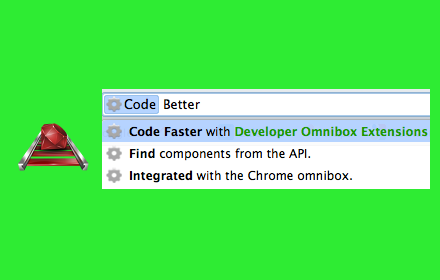 Code Better
Code Faster with Developer Omnibox Extensions
Find components from the API.
Integrated with the Chrome omnibox.